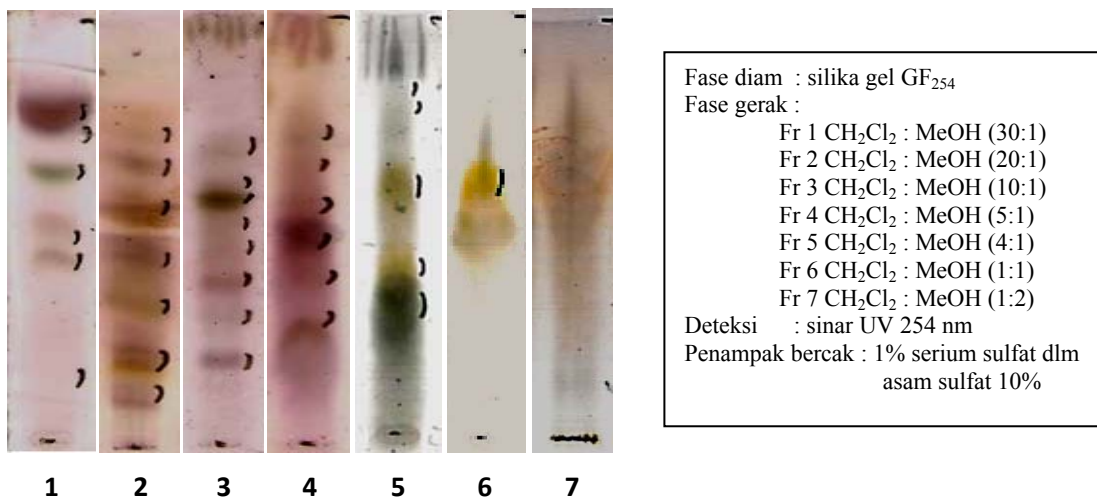 1 2 3 4 5 6 7
Fase diam : silika gel GF₂₅₄
Fase gerak :
Fr 1 CH₂Cl₂ : MeOH (30:1)
Fr 2 CH₂Cl₂ : MeOH (20:1)
Fr 3 CH₂Cl₂ : MeOH (10:1)
Fr 4 CH₂Cl₂ : MeOH (5:1)
Fr 5 CH₂Cl₂ : MeOH (4:1)
Fr 6 CH₂Cl₂ : MeOH (1:1)
Fr 7 CH₂Cl₂ : MeOH (1:2)
Deteksi : sinar UV 254 nm
Penampak bercak : 1% serium sulfat dlm
asam sulfat 10%